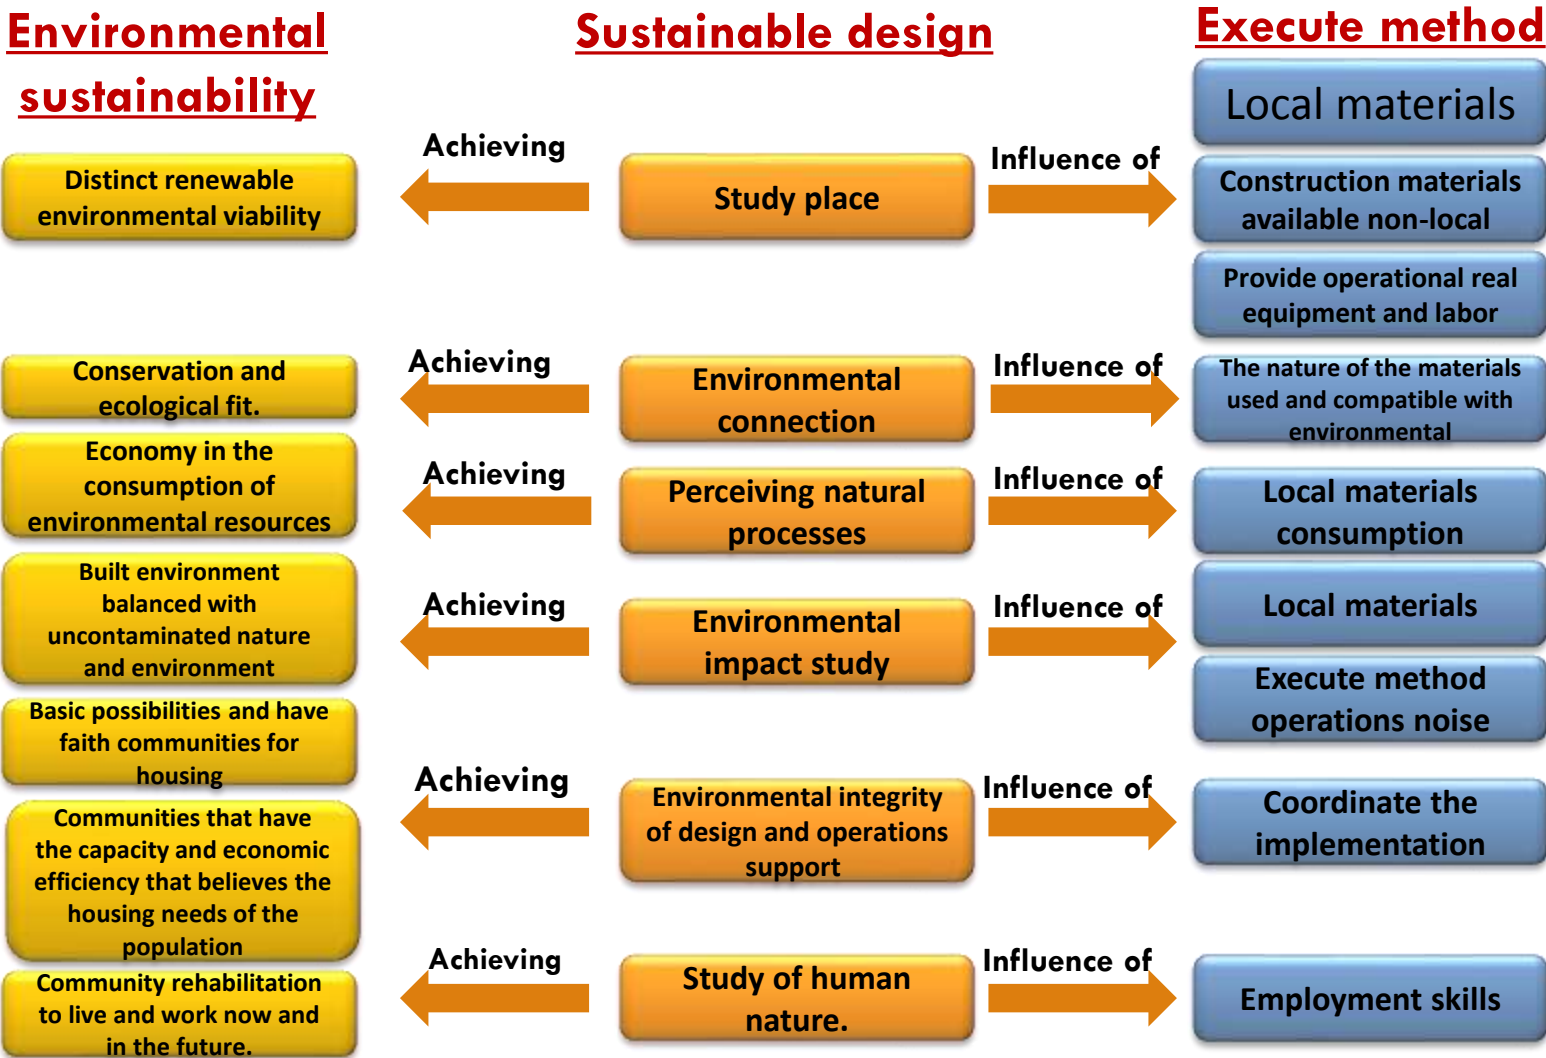 Environmental
sustainability
Sustainable design
Execute method
Local materials
Distinct renewable
environmental viability
Achieving
Study place
Influence of
Construction materials
available non-local
Provide operational real
equipment and labor
Conservation and
ecological fit.
Achieving
Environmental
connection
Influence of
The nature of the materials
used and compatible with
environmental
Economy in the
consumption of
environmental resources
Achieving
Perceiving natural
processes
Influence of
Local materials
consumption
Built environment
balanced with
uncontaminated nature
and environment
Achieving
Environmental
impact study
Influence of
Local materials
Execute method
operations noise
Basic possibilities and have
faith communities for
housing
Achieving
Environmental integrity
of design and operations
support
Influence of
Coordinate the
implementation
Communities that have
the capacity and economic
efficiency that believes the
housing needs of the
population
Community rehabilitation
to live and work now and
in the future.
Achieving
Study of human
nature.
Influence of
Employment skills